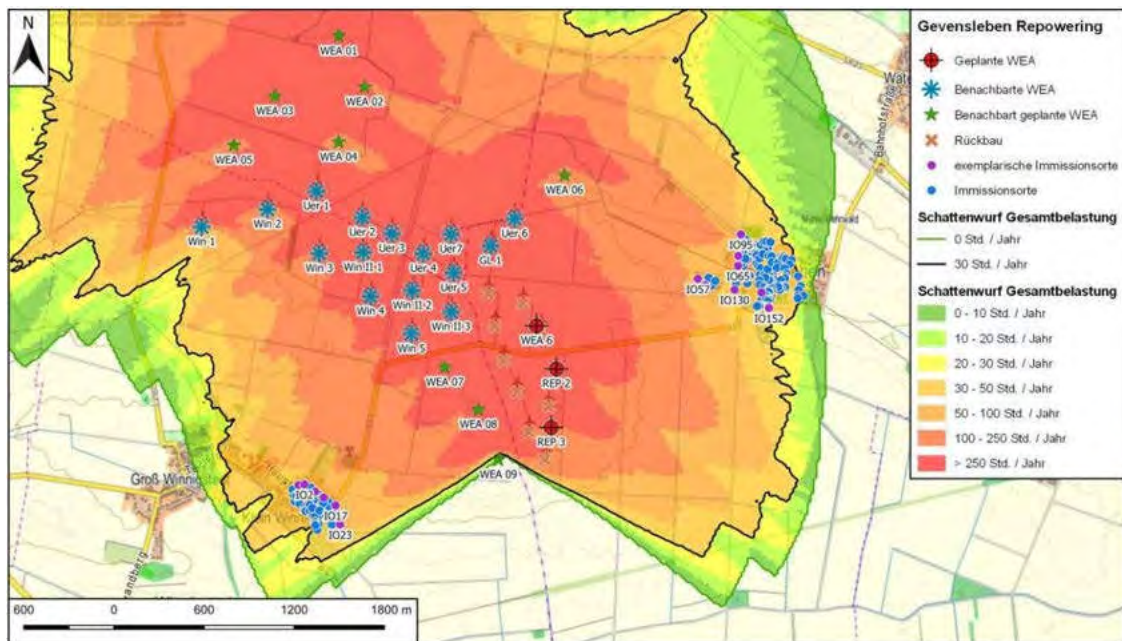 N
WEA 01
WEA 02
WEA 03
WEA 04
WEA 05
WEA 06
Uer 1
Win 2
Win 1
Uer 2
Uer 3
Uer7
Uer 6
Win 3
Win II-1
Uer 4
GL 1
Uer 5
Win 4
Win II-2
Win II-3
Win 5
WEA 6
WEA 07
REP 2
WEA 08
REP 3
WEA 09
IO95
IO65
IO57
IO130
IO152
Bahnhofstraße
Groß Winnigste
IO2
IO17
IO23
600 0 600 1200 1800 m
Gevensleben Repowering
Geplante WEA
Benachbarte WEA
Benachbart geplante WEA
Rückbau
exemplarische Immissionsorte
Immissionsorte
Schattenwurf Gesamtbelastung
0 Std. / Jahr
30 Std. / Jahr
Schattenwurf Gesamtbelastung
0 - 10 Std. / Jahr
10 - 20 Std. / Jahr
20 - 30 Std. / Jahr
30 - 50 Std. / Jahr
50 - 100 Std. / Jahr
100 - 250 Std. / Jahr
> 250 Std. / Jahr